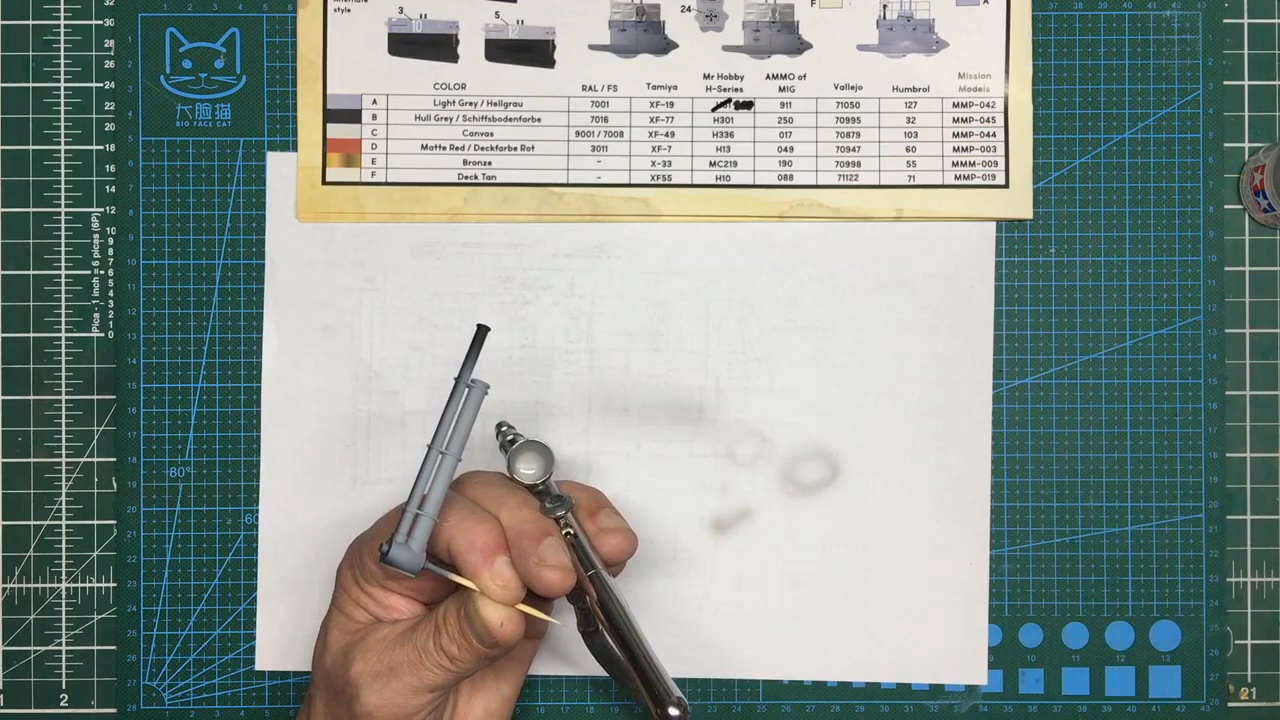 style
3
5
24
F
A
COLOR RAL / FS Tamiya Mr Hobby H-Series AMMO of MIG Vallejo Humbrol Mission Models
A Light Grey / Hellgrau 7001 XF-19 911 71050 127 MMP-042
B Hull Grey / Schiffsbodenfarbe 7016 XF-77 H301 250 70995 32 MMP-045
C Canvas 9001 / 7008 XF-49 H336 017 70879 103 MMP-044
D Matte Red / Deckfarbe Rot 3011 XF-7 H13 049 70947 60 MMP-003
E Bronze - X-33 MC219 190 70998 55 MMM-009
F Deck Tan - XF55 H10 088 71122 71 MMP-019
大脸猫
BIG FACE CAT
Pica - 1 inch = 6 picas (6P)
80°
60
10 11 12 13
2
21